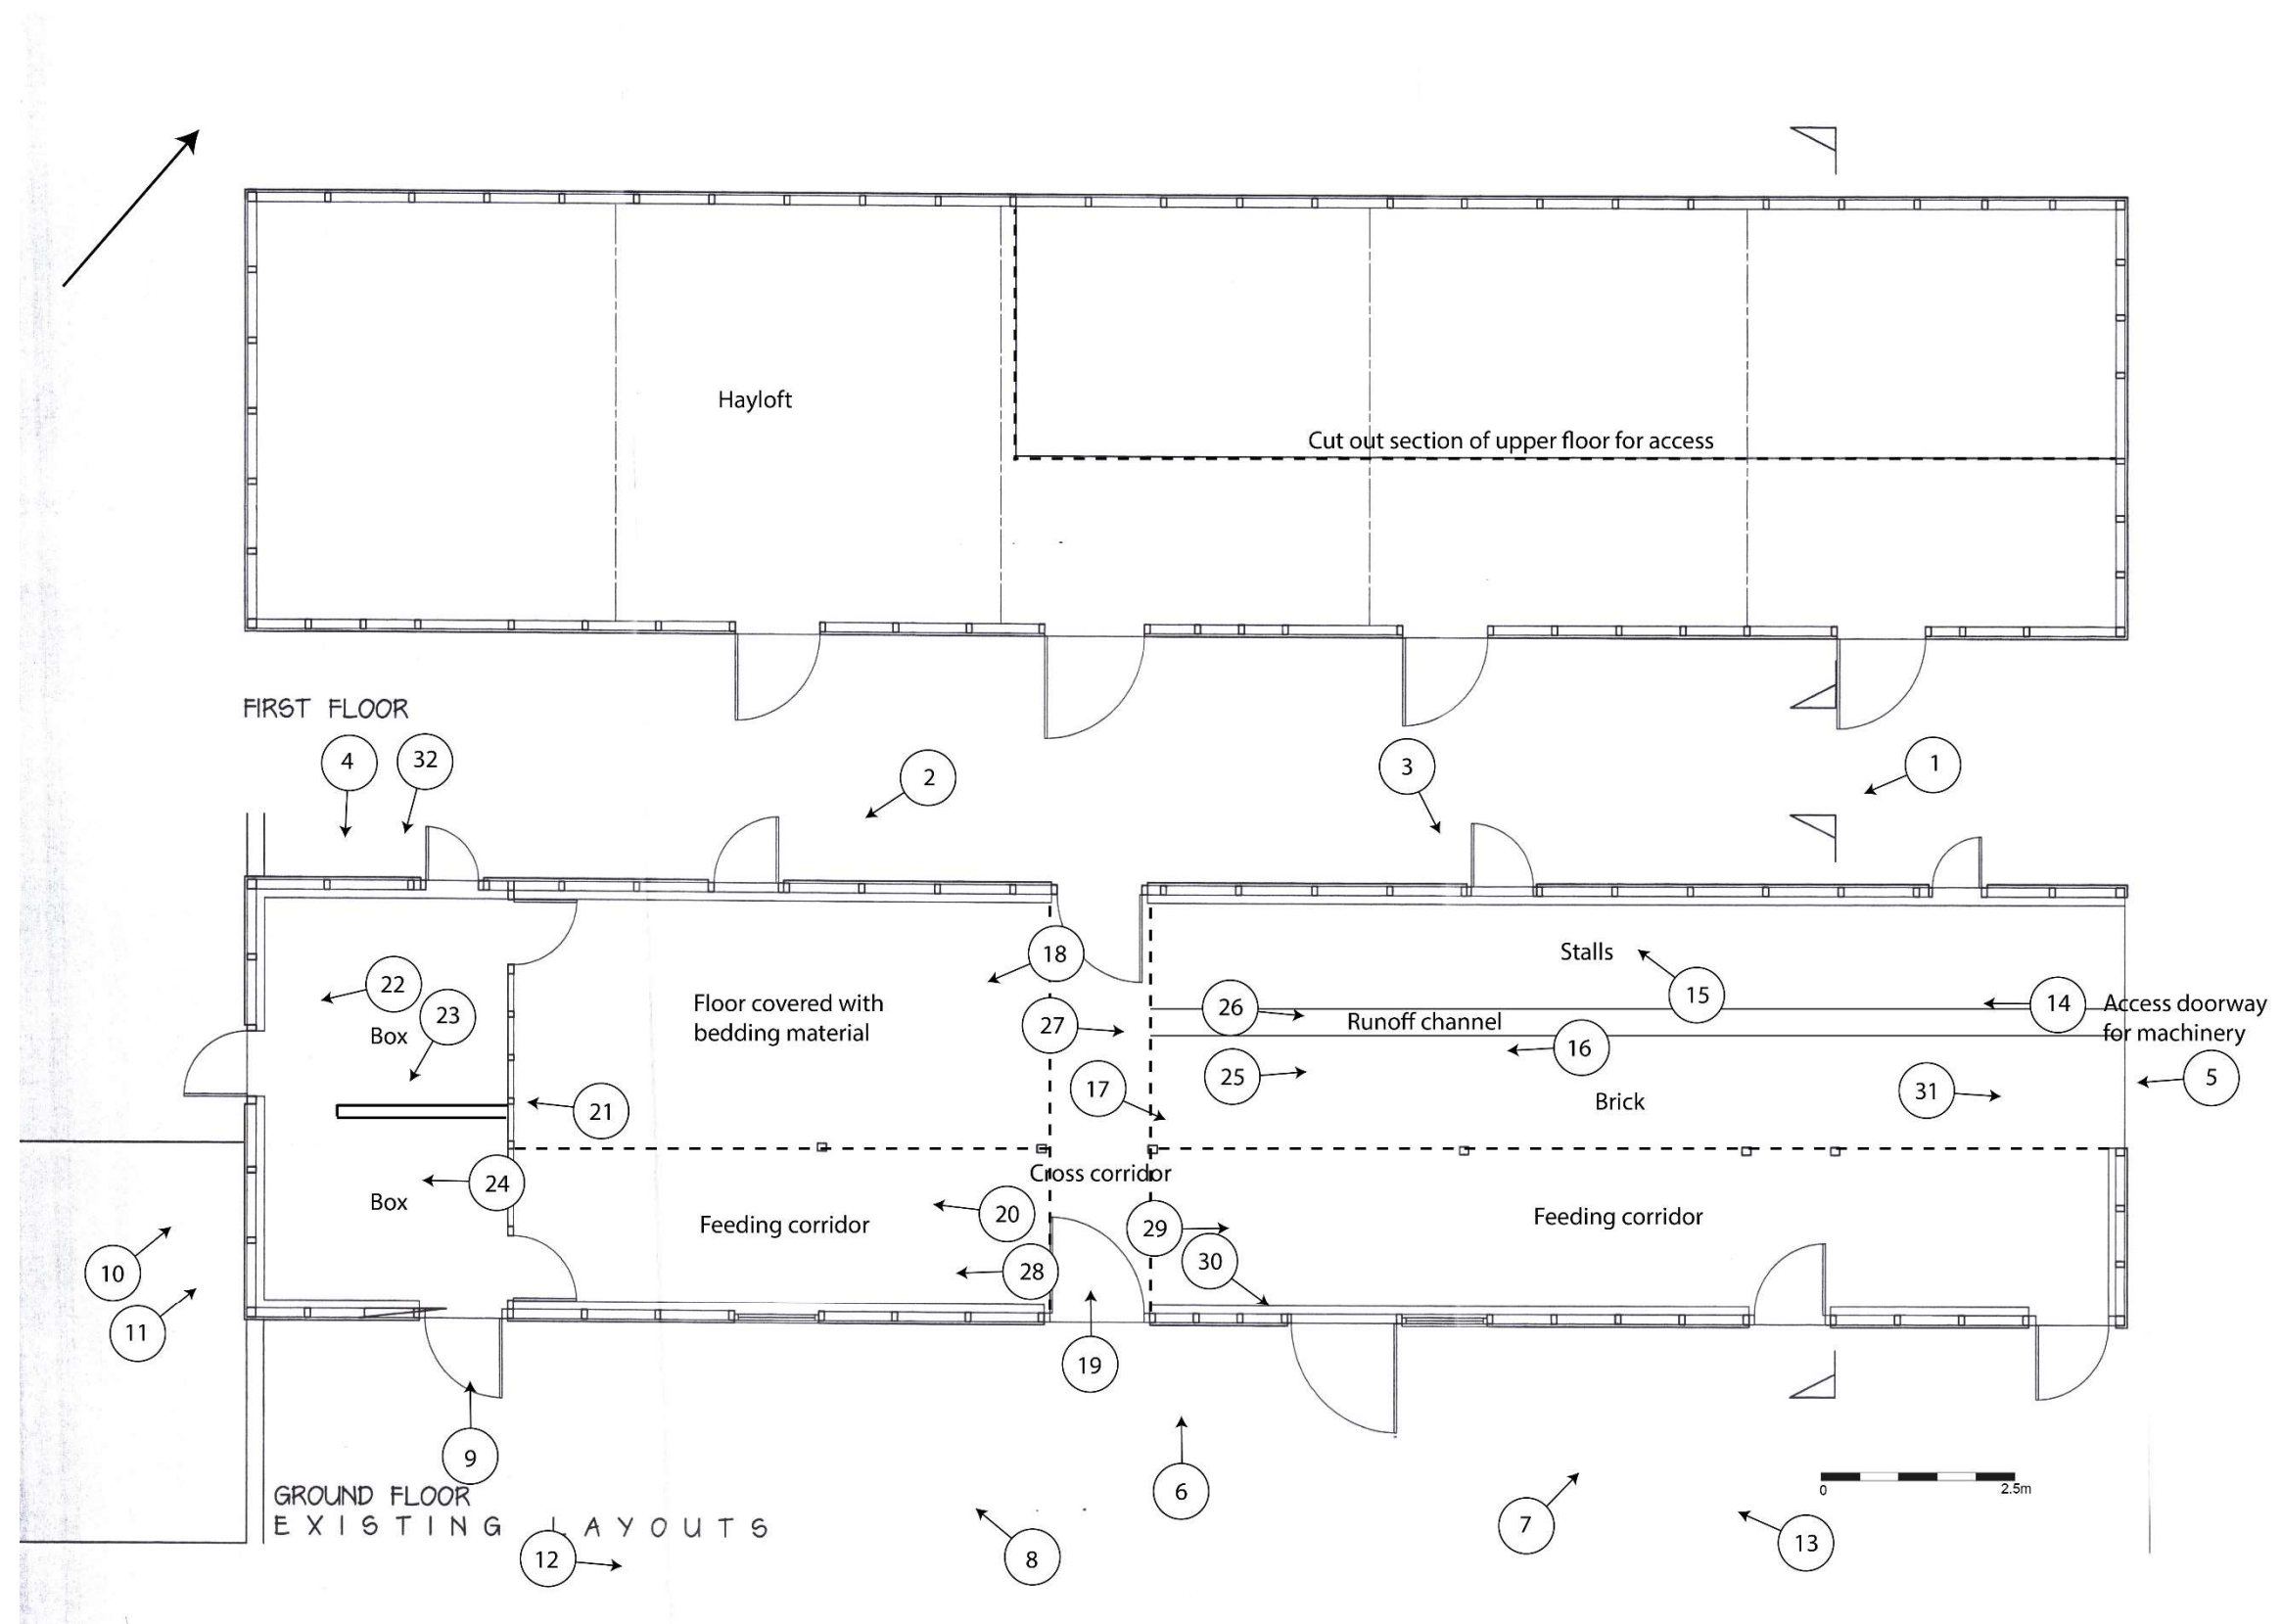 Hayloft
Cut out section of upper floor for access
FIRST FLOOR
4
32
2
3
1
18
Stalls
22
15
14
Access doorway
for machinery
Floor covered with
bedding material
26
Runoff channel
23
Box
27
16
25
17
31
5
21
Brick
Cross corridor
24
Box
20
Feeding corridor
29
Feeding corridor
30
28
10
11
19
9
6
GROUND FLOOR
EXISTING LAYOUTS
7
13
12
8
0
2.5m